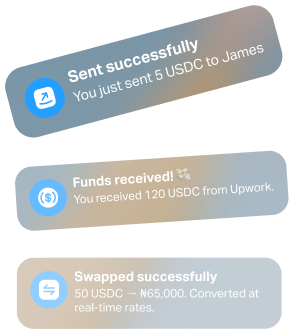 Sent successfully
You just sent 5 USDC to James
Funds received! 💸
You received 120 USDC from Upwork.
Swapped successfully
50 USDC → ₦65,000. Converted at
real-time rates.